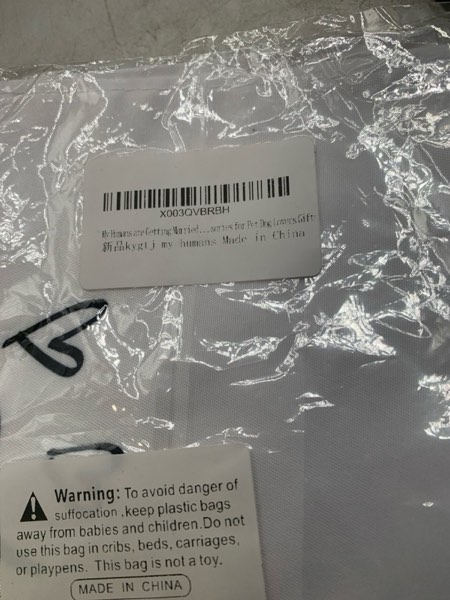 X003QVBRBH
My Humans are Getting Married... ssories for Pet Dog Lovers Gift
新品kygtj my humans Made in China
Warning: To avoid danger of
suffocation ,keep plastic bags
away from babies and children.Do not
use this bag in cribs, beds, carriages,
or playpens. This bag is not a toy.
MADE IN CHINA